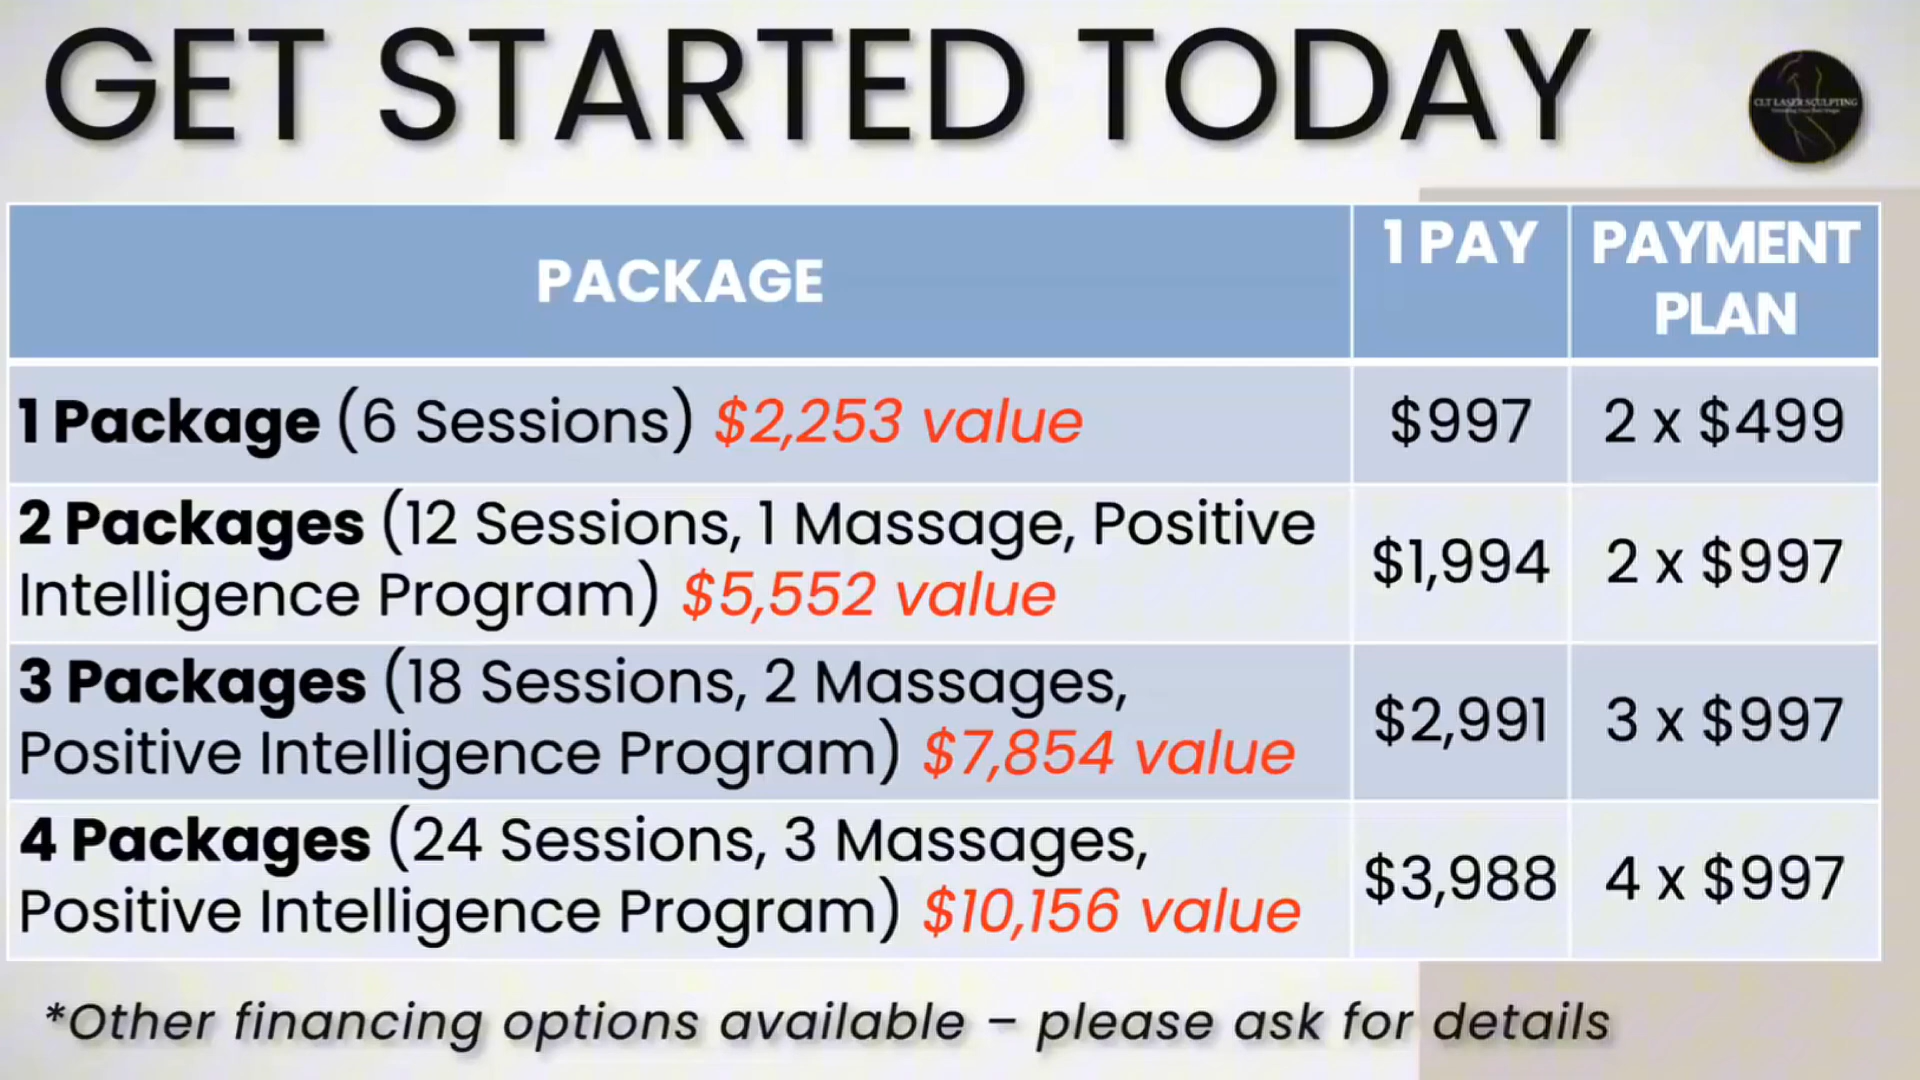 GET STARTED TODAY
CLT LASER SCULPTING
PACKAGE
1 PAY
PAYMENT
PLAN
1 Package (6 Sessions) $2,253 value
$997
2 x $499
2 Packages (12 Sessions, 1 Massage, Positive
Intelligence Program) $5,552 value
$1,994
2 x $997
3 Packages (18 Sessions, 2 Massages,
Positive Intelligence Program) $7,854 value
$2,991
3 x $997
4 Packages (24 Sessions, 3 Massages,
Positive Intelligence Program) $10,156 value
$3,988
4 x $997
*Other financing options available – please ask for details